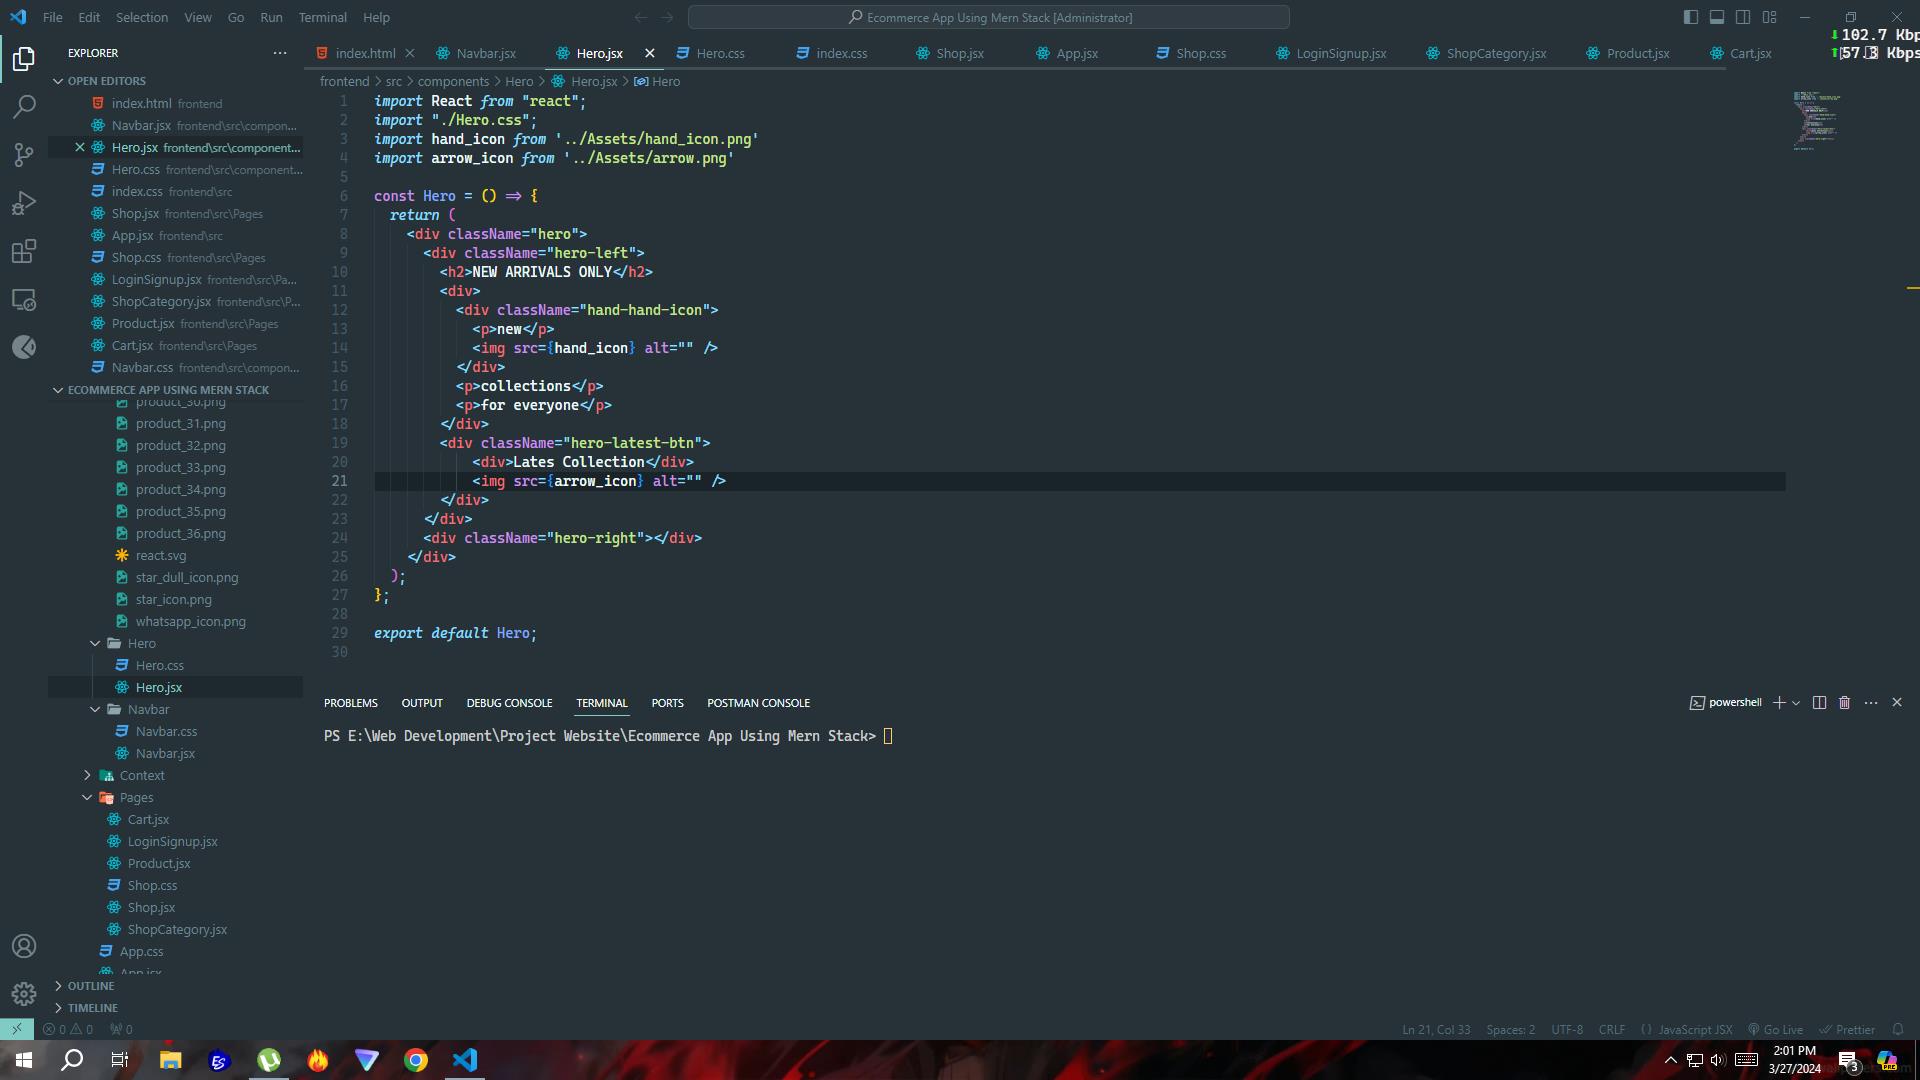 File Edit Selection View Go Run Terminal Help
Ecommerce App Using Mern Stack [Administrator]
102.7 Kbp
57.3 Kbps
EXPLORER
index.html Navbar.jsx Hero.jsx Hero.css index.css Shop.jsx App.jsx Shop.css LoginSignup.jsx ShopCategory.jsx Product.jsx Cart.jsx
OPEN EDITORS
index.html frontend
Navbar.jsx frontend\src\compon...
Hero.jsx frontend\src\component...
Hero.css frontend\src\component...
index.css frontend\src
Shop.jsx frontend\src\Pages
App.jsx frontend\src
Shop.css frontend\src\Pages
LoginSignup.jsx frontend\src\Pa...
ShopCategory.jsx frontend\src\P...
Product.jsx frontend\src\Pages
Cart.jsx frontend\src\Pages
Navbar.css frontend\src\compon...
ECOMMERCE APP USING MERN STACK
product_30.png
product_31.png
product_32.png
product_33.png
product_34.png
product_35.png
product_36.png
react.svg
star_dull_icon.png
star_icon.png
whatsapp_icon.png
Hero
Hero.css
Hero.jsx
Navbar
Navbar.css
Navbar.jsx
Context
Pages
Cart.jsx
LoginSignup.jsx
Product.jsx
Shop.css
Shop.jsx
ShopCategory.jsx
App.css
App.jsx
OUTLINE
TIMELINE
frontend > src > components > Hero > Hero.jsx > Hero
1 import React from "react";
2 import "./Hero.css";
3 import hand_icon from '../Assets/hand_icon.png'
4 import arrow_icon from '../Assets/arrow.png'
5
6 const Hero = () => {
7 return (
8 <div className="hero">
9 <div className="hero-left">
10 <h2>NEW ARRIVALS ONLY</h2>
11 <div>
12 <div className="hand-hand-icon">
13 <p>new</p>
14 <img src={hand_icon} alt="" />
15 </div>
16 <p>collections</p>
17 <p>for everyone</p>
18 </div>
19 <div className="hero-latest-btn">
20 <div>Lates Collection</div>
21 <img src={arrow_icon} alt="" />
22 </div>
23 </div>
24 <div className="hero-right"></div>
25 </div>
26 );
27 };
28
29 export default Hero;
30
PROBLEMS OUTPUT DEBUG CONSOLE TERMINAL PORTS POSTMAN CONSOLE
powershell
PS E:\Web Development\Project Website\Ecommerce App Using Mern Stack>
0 0 0
Ln 21, Col 33 Spaces: 2 UTF-8 CRLF {} JavaScript JSX Go Live Prettier
ES
2:01 PM
3/27/2024
3
PRE